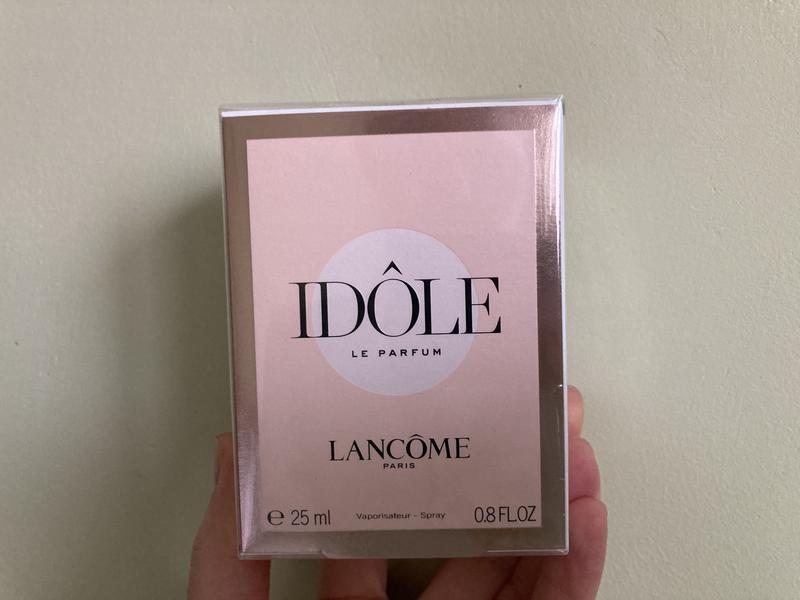 IDÔLE
LE PARFUM
LANCÔME
PARIS
℮ 25 ml Vaporisateur - Spray 0.8 FL.OZ